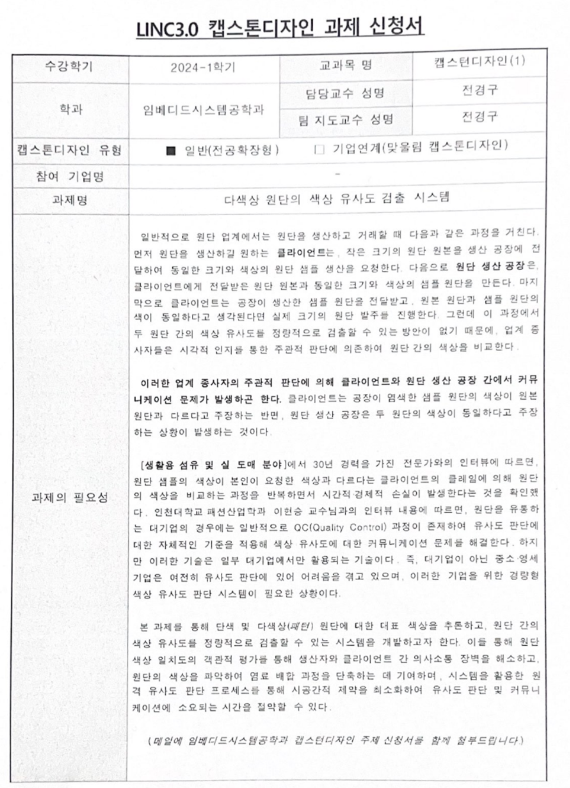 LINC3.0 캡스톤디자인 과제 신청서
수강학기 2024-1학기 교과목 명 캡스턴디자인(1)
학과 임베디드시스템공학과 담당교수 성명 전경구
팀 지도교수 성명 전경구
캡스톤디자인 유형 ■ 일반(전공확장형) □ 기업연계(맞울림 캡스톤디자인)
참여 기업명 -
과제명 다색상 원단의 색상 유사도 검출 시스템
과제의 필요성
일반적으로 원단 업계에서는 원단을 생산하고 거래할 때 다음과 같은 과정을 거친다.
먼저 원단을 생산하길 원하는 클라이언트는, 작은 크기의 원단 원본을 생산 공장에 전
달하여 동일한 크기와 색상의 원단 샘플 생산을 요청한다. 다음으로 원단 생산 공장은,
클라이언트에게 전달받은 원단 원본과 동일한 크기와 색상의 샘플 원단을 만든다. 마지
막으로 클라이언트는 공장이 생산한 샘플 원단을 전달받고, 원본 원단과 샘플 원단의
색이 동일하다고 생각된다면 실제 크기의 원단 발주를 진행한다. 그런데 이 과정에서
두 원단 간의 색상 유사도를 정량적으로 검출할 수 있는 방안이 없기 때문에, 업계 종
사자들은 시각적 인지를 통한 주관적 판단에 의존하여 원단 간의 색상을 비교한다.
이러한 업계 종사자의 주관적 판단에 의해 클라이언트와 원단 생산 공장 간에서 커뮤
니케이션 문제가 발생하곤 한다. 클라이언트는 공장이 염색한 샘플 원단의 색상이 원본
원단과 다르다고 주장하는 반면, 원단 생산 공장은 두 원단의 색상이 동일하다고 주장
하는 상황이 발생하는 것이다.
[생활용 섬유 및 실 도매 분야]에서 30년 경력을 가진 전문가와의 인터뷰에 따르면,
원단 샘플의 색상이 본인이 요청한 색상과 다르다는 클라이언트의 클레임에 의해 원단
의 색상을 비교하는 과정을 반복하면서 시간적·경제적 손실이 발생한다는 것을 확인했
다. 인천대학교 패션산업학과 이헌승 교수님과의 인터뷰 내용에 따르면, 원단을 유통하
는 대기업의 경우에는 일반적으로 QC(Quality Control) 과정이 존재하여 유사도 판단에
대한 자체적인 기준을 적용해 색상 유사도에 대한 커뮤니케이션 문제를 해결한다. 하지
만 이러한 기술은 일부 대기업에서만 활용되는 기술이다. 즉, 대기업이 아닌 중소·영세
기업은 여전히 유사도 판단에 있어 어려움을 겪고 있으며, 이러한 기업을 위한 경량형
색상 유사도 판단 시스템이 필요한 상황이다.
본 과제를 통해 단색 및 다색상(패턴) 원단에 대한 대표 색상을 추론하고, 원단 간의
색상 유사도를 정량적으로 검출할 수 있는 시스템을 개발하고자 한다. 이를 통해 원단
색상 일치도의 객관적 평가를 통해 생산자와 클라이언트 간 의사소통 장벽을 해소하고,
원단의 색상을 파악하여 염료 배합 과정을 단축하는 데 기여하며, 시스템을 활용한 원
격 유사도 판단 프로세스를 통해 시공간적 제약을 최소화하여 유사도 판단 및 커뮤니
케이션에 소요되는 시간을 절약할 수 있다.
(메일에 임베디드시스템공학과 캡스턴디자인 주제 신청서를 함께 첨부드립니다.)